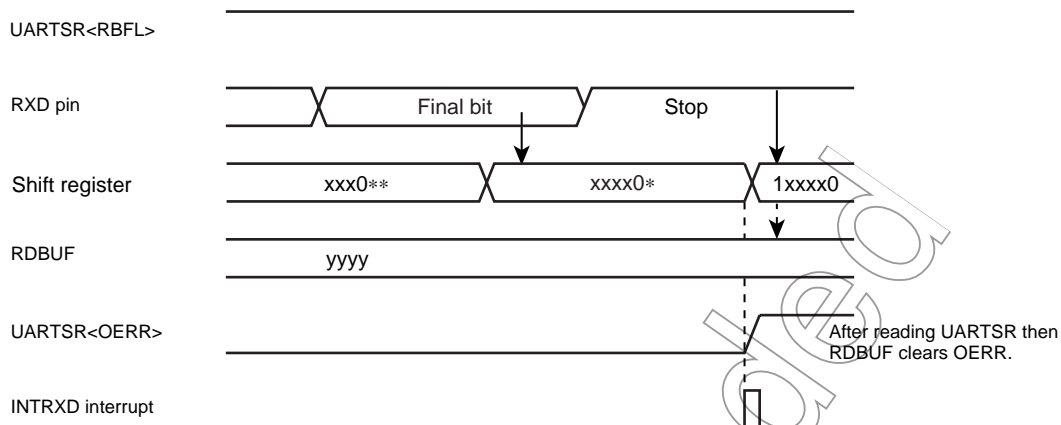 UARTSR<RBFL>
RXD pin
Final bit
Stop
Shift register
xxx0**
xxxx0*
1xxxx0
RDBUF
yyyy
UARTSR<OERR>
After reading UARTSR then
RDBUF clears OERR.
INTRXD interrupt